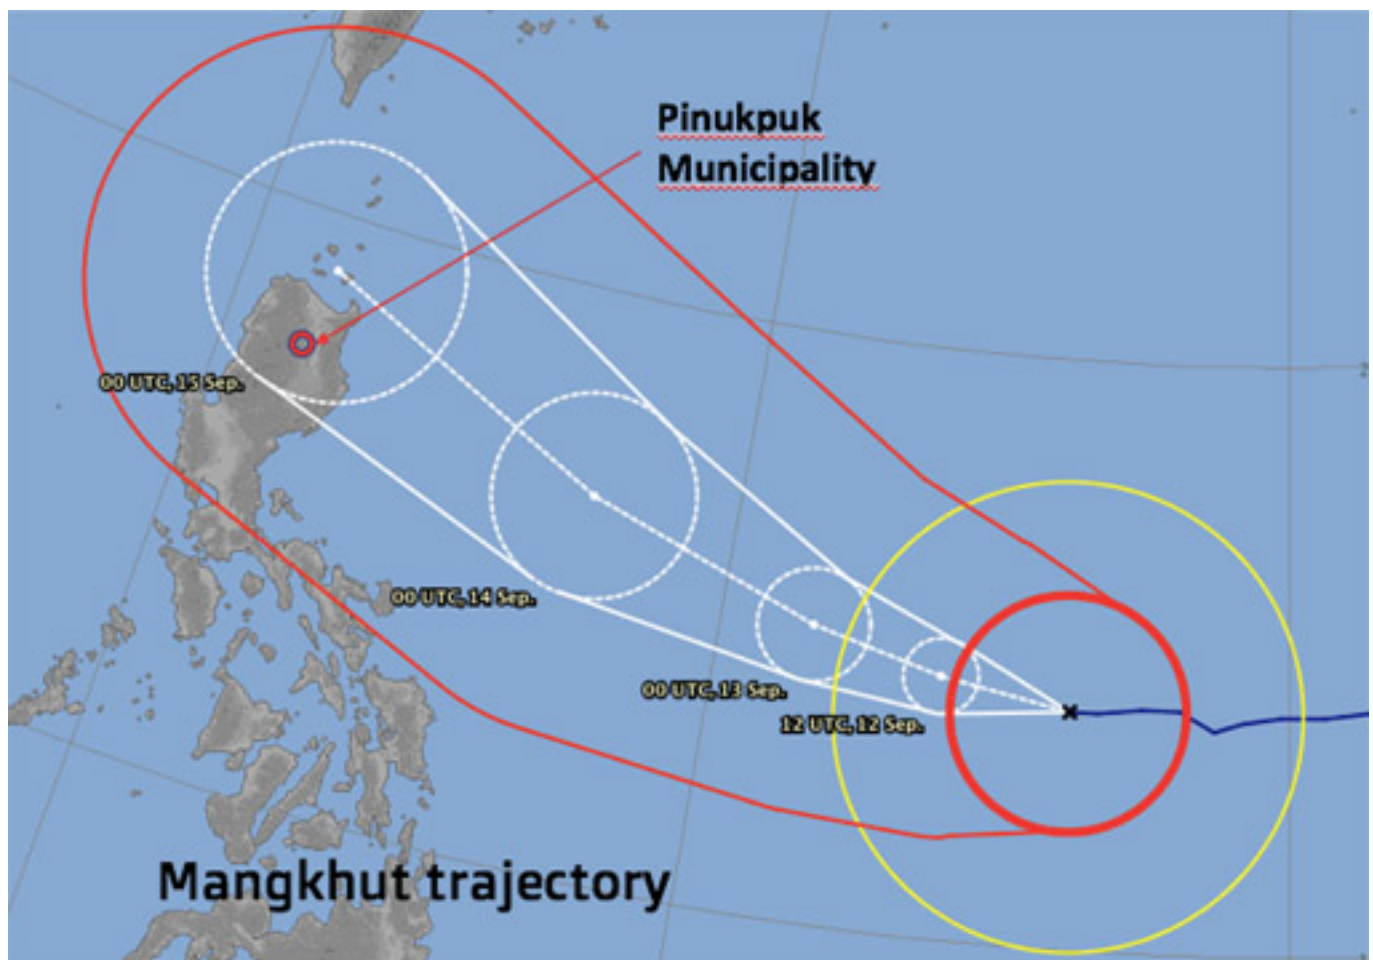 Pinukpuk
Municipality
00 UTC, 15 Sep.
00 UTC, 14 Sep.
00 UTC, 13 Sep.
12 UTC, 12 Sep.
Mangkhut trajectory